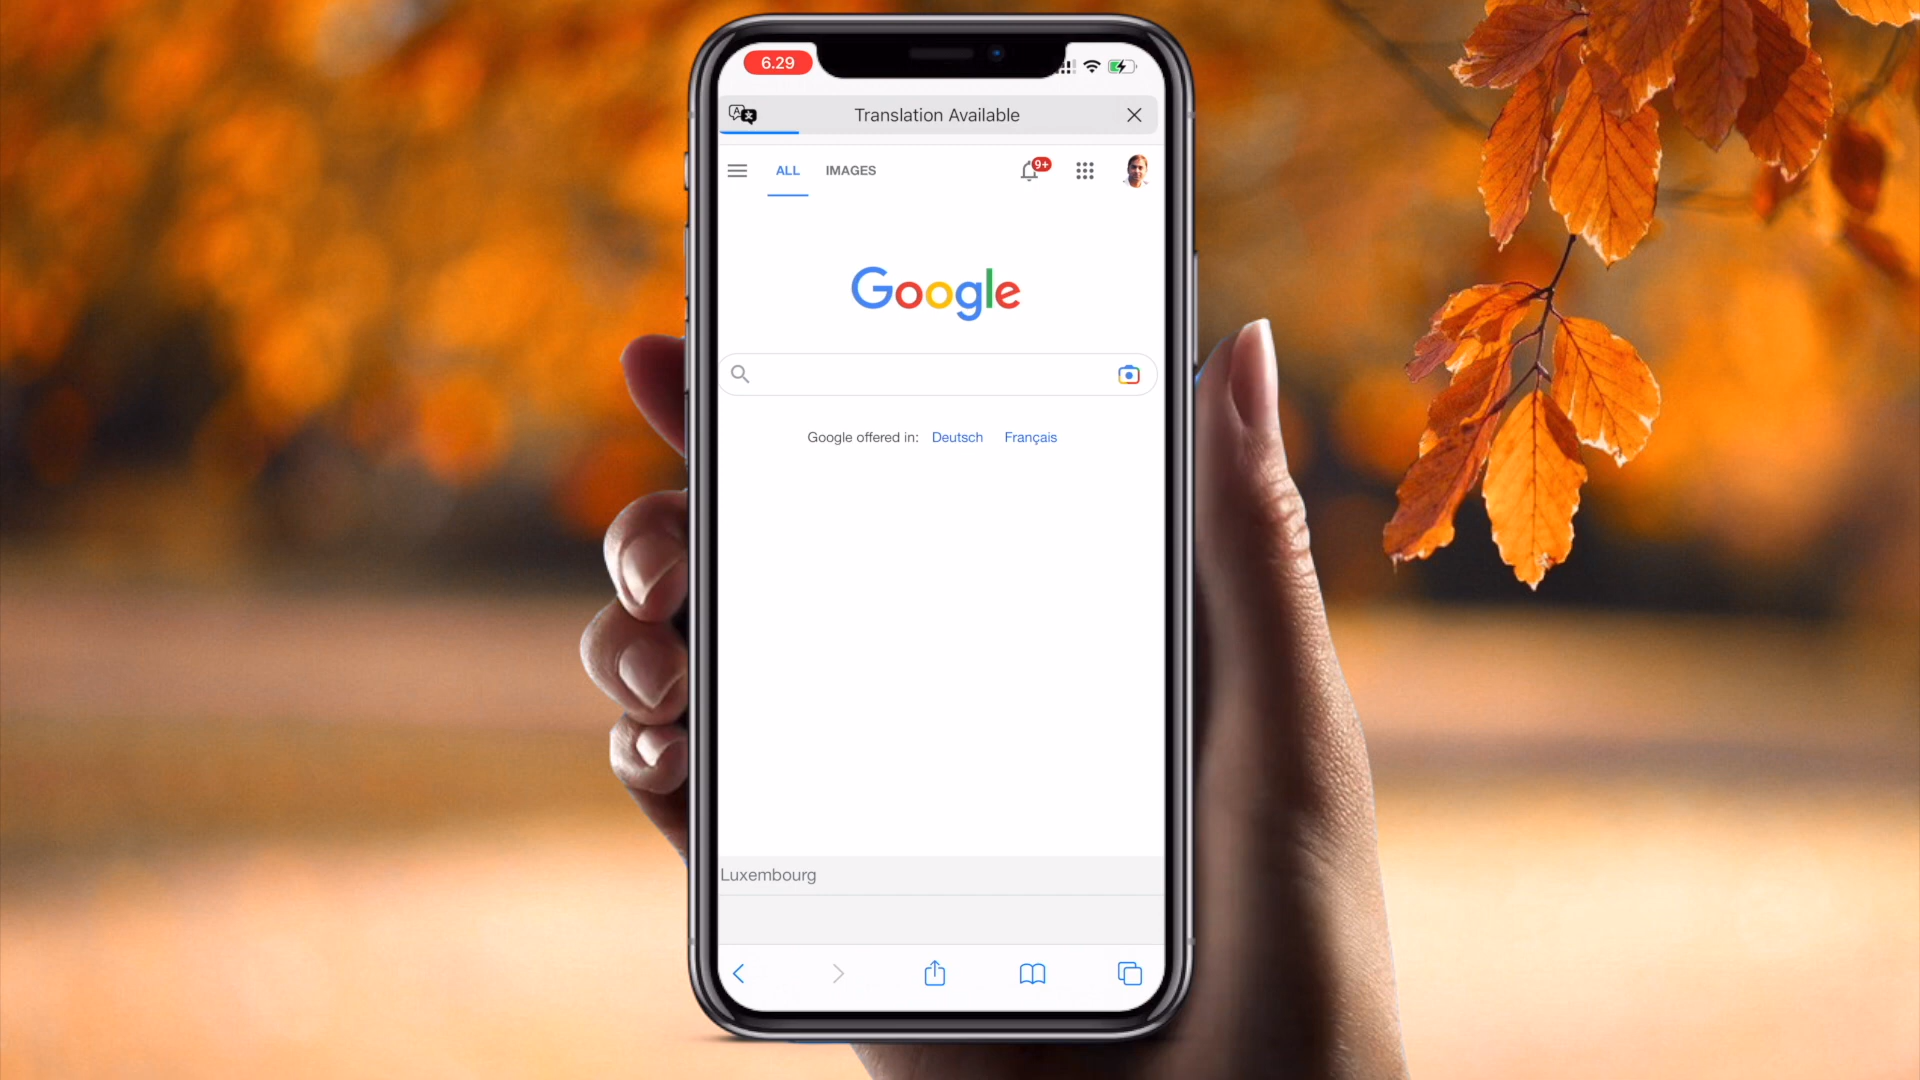 6.29
Translation Available
ALL IMAGES 9+
Google
Google offered in: Deutsch Français
Luxembourg